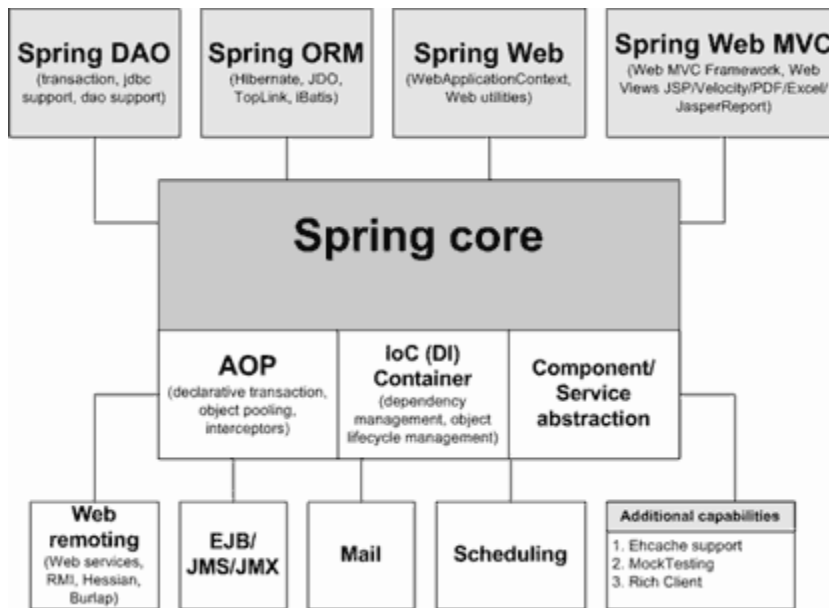 Spring DAO
(transaction, jdbc
support, dao support)
Spring ORM
(Hibernate, JDO,
TopLink, iBatis)
Spring Web
(WebApplicationContext,
Web utilities)
Spring Web MVC
(Web MVC Framework, Web
Views JSP/Velocity/PDF/Excel/
JasperReport)
Spring core
AOP
(declarative transaction,
object pooling,
interceptors)
IoC (DI)
Container
(dependency
management, object
lifecycle management)
Component/
Service
abstraction
Web
remoting
(Web services,
RMI, Hessian,
Burlap)
EJB/
JMS/JMX
Mail
Scheduling
Additional capabilities
1. Ehcache support
2. MockTesting
3. Rich Client